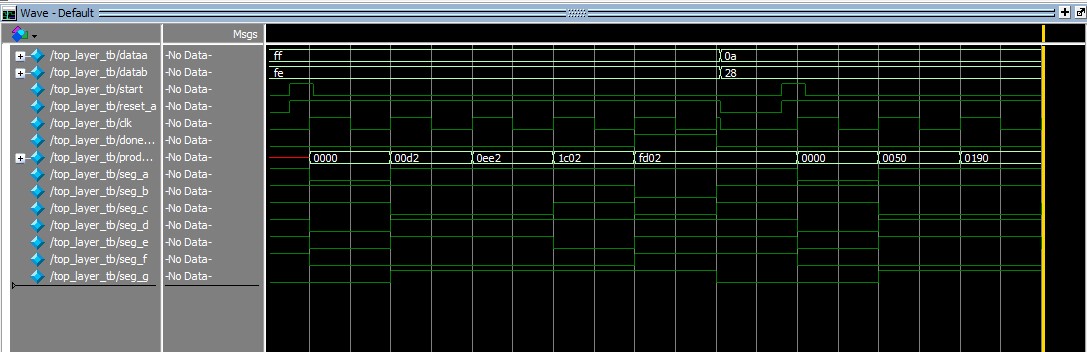 Wave - Default
Msgs
/top_layer_tb/dataa -No Data- ff 0a
/top_layer_tb/datab -No Data- fe 28
/top_layer_tb/start -No Data-
/top_layer_tb/reset_a -No Data-
/top_layer_tb/clk -No Data-
/top_layer_tb/done... -No Data-
/top_layer_tb/prod... -No Data- 0000 00d2 0ee2 1c02 fd02 0000 0050 0190
/top_layer_tb/seg_a -No Data-
/top_layer_tb/seg_b -No Data-
/top_layer_tb/seg_c -No Data-
/top_layer_tb/seg_d -No Data-
/top_layer_tb/seg_e -No Data-
/top_layer_tb/seg_f -No Data-
/top_layer_tb/seg_g -No Data-